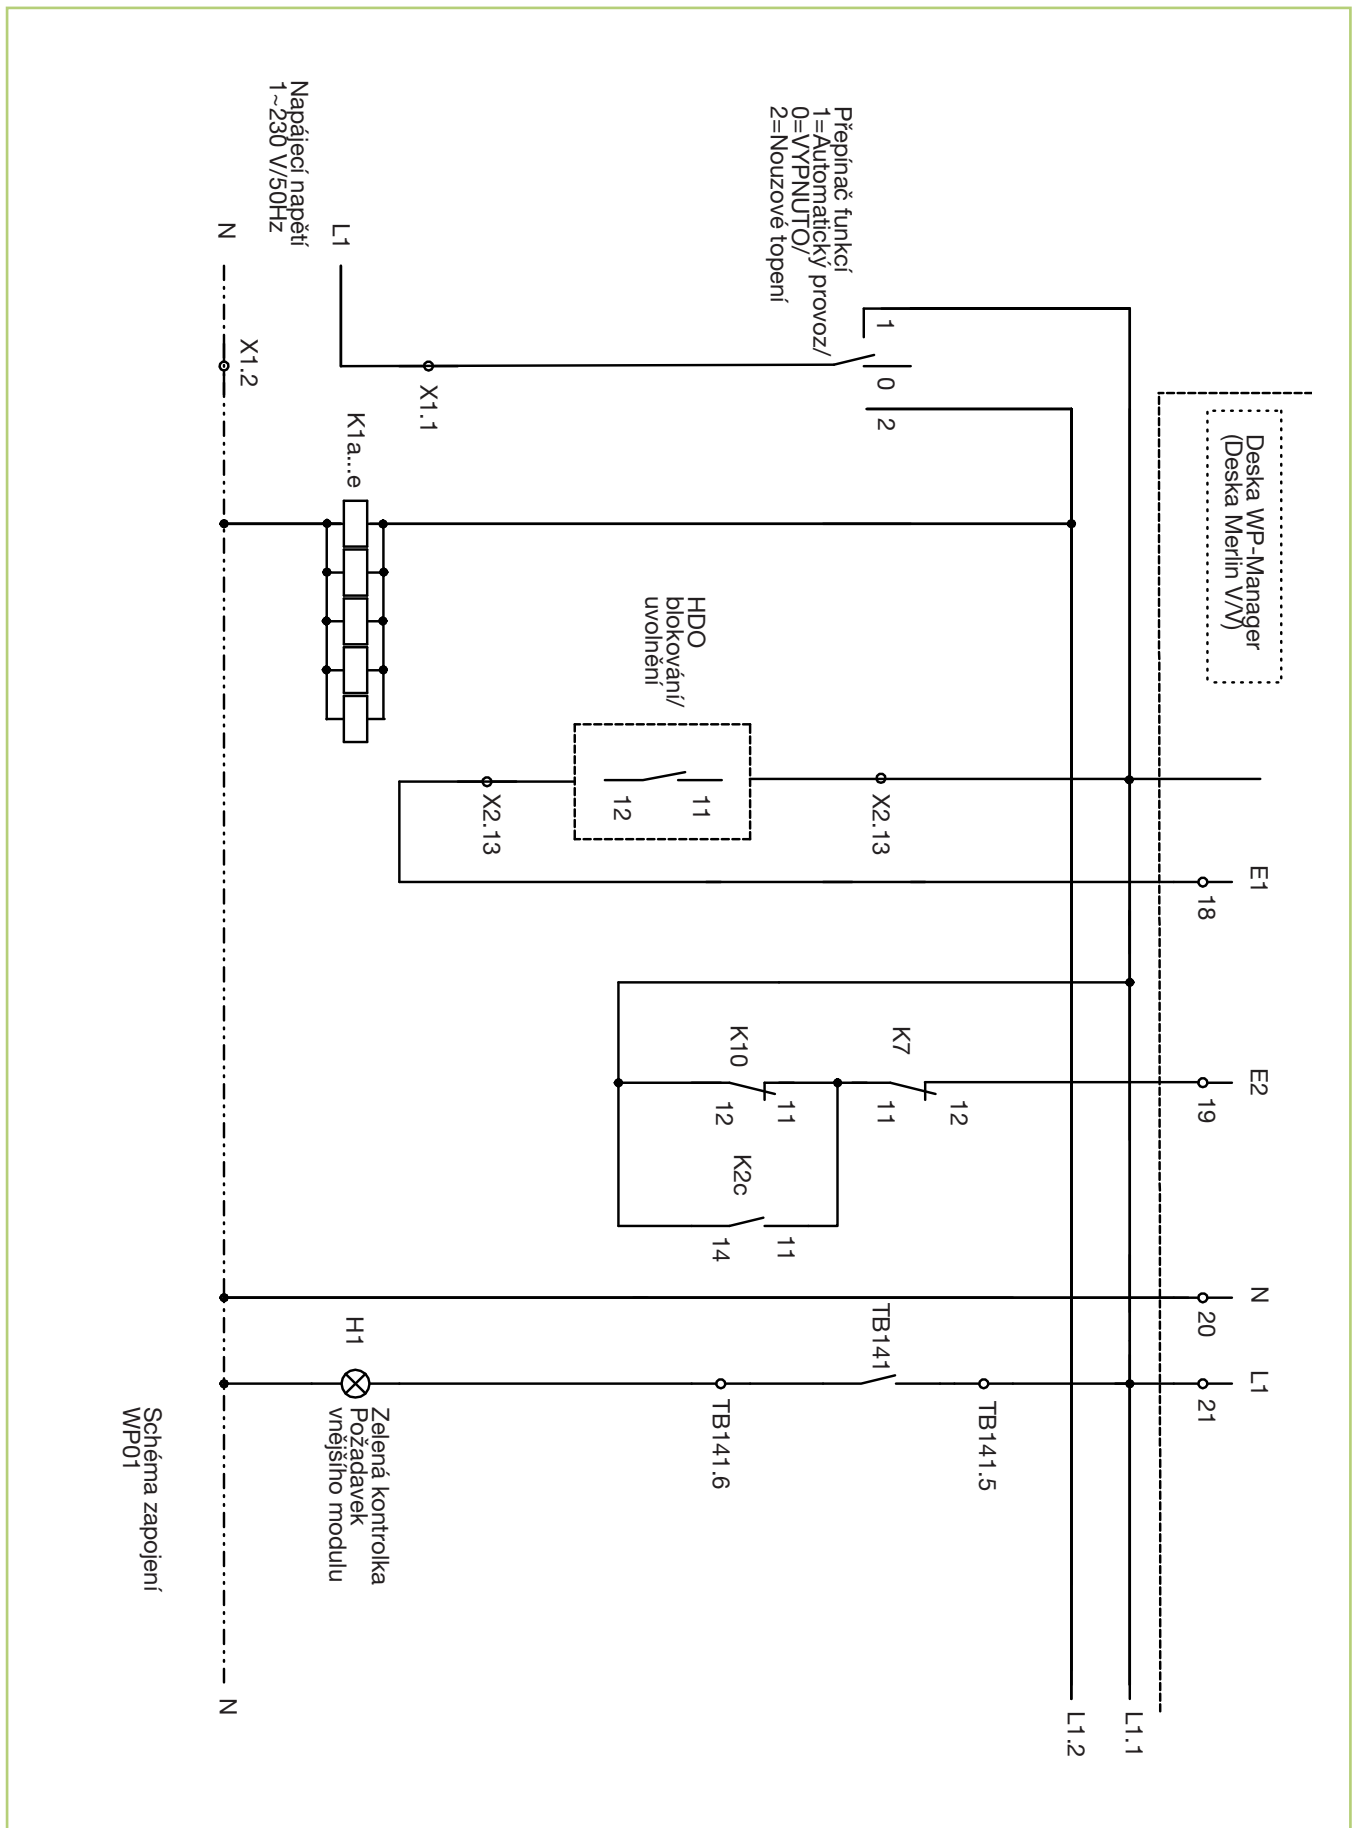 Deska WP-Manager
(Deska Merlin V/V)
E1
18
E2
19
N
20
L1
21
L1.1
L1.2
Přepínač funkcí
1=Automatický provoz/
0=VYPNUTO/
2=Nouzové topení
1
0
2
X2.13
11
12
X2.13
HDO
blokování/
uvolnění
K7
12
11
K10
11
12
K2c
11
14
TB141
TB141.5
TB141.6
X1.1
L1
K1a...e
Napájecí napětí
1~230 V/50Hz
H1
Zelená kontrolka
Požadavek
vnějšího modulu
N
X1.2
N
Schéma zapojení
WP01